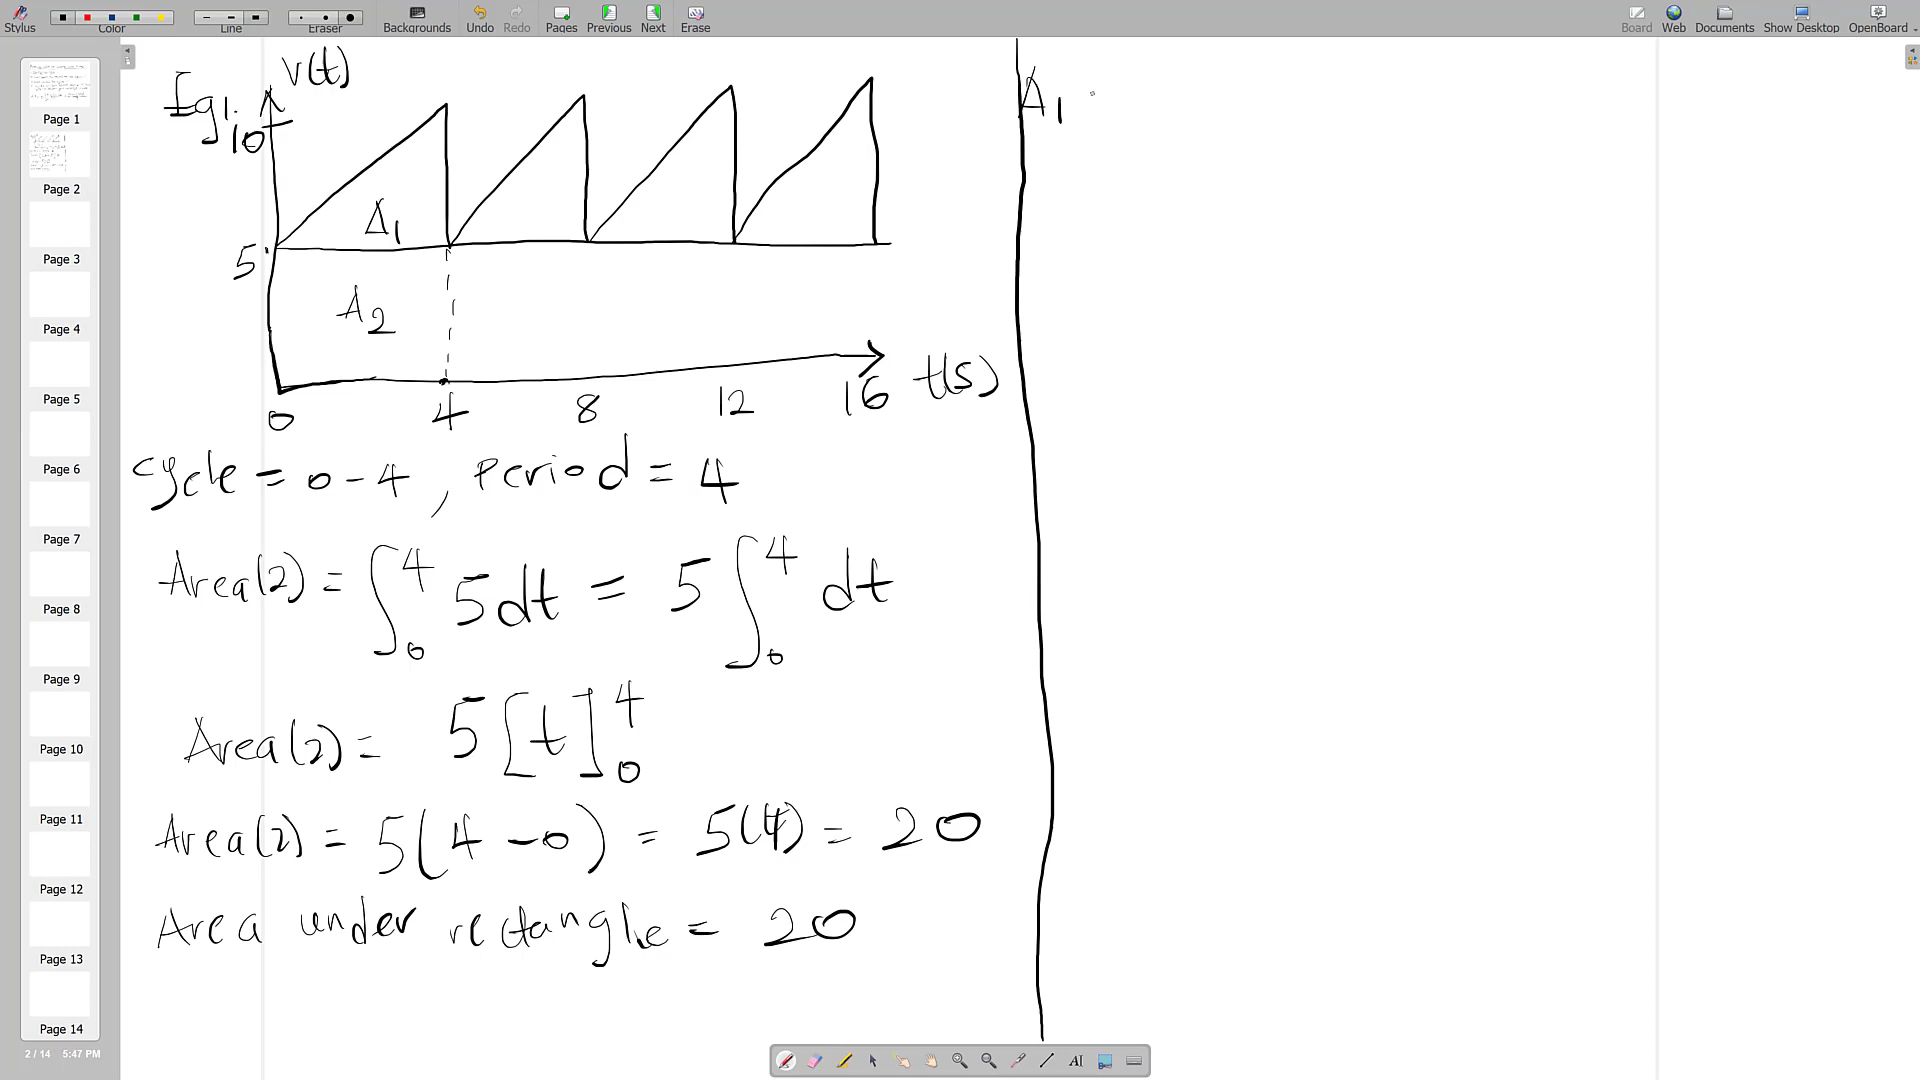 Stylus
Color
Line
Eraser
Backgrounds
Undo
Redo
Pages
Previous
Next
Erase
Board
Web
Documents
Show Desktop
OpenBoard
Page 1
Page 2
Page 3
Page 4
Page 5
Page 6
Page 7
Page 8
Page 9
Page 10
Page 11
Page 12
Page 13
Page 14
2 / 14 5:47 PM
Eg1. v(t)
10
A1
5
A2
0 4 8 12 16 t(s)
cycle = 0 - 4, period = 4
Area(2) = ∫₀⁴ 5dt = 5 ∫₀⁴ dt
Area(2) = 5[t]₀⁴
Area(2) = 5(4 - 0) = 5(4) = 20
Area under rectangle = 20
A1
AI